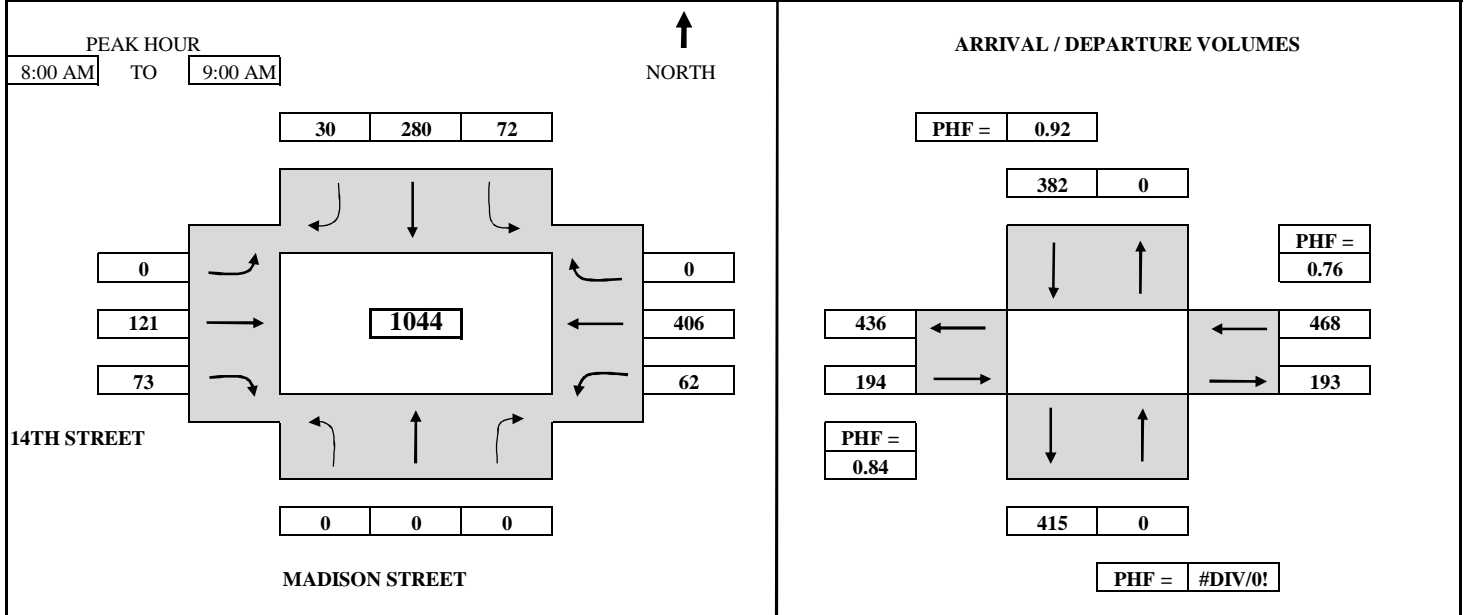 PEAK HOUR
8:00 AM TO 9:00 AM
NORTH
30 280 72
0 0
121 1044 406
73 62
14TH STREET
0 0 0
MADISON STREET
ARRIVAL / DEPARTURE VOLUMES
PHF = 0.92
382 0
PHF =
0.76
436 468
194 193
PHF =
0.84
415 0
PHF = #DIV/0!